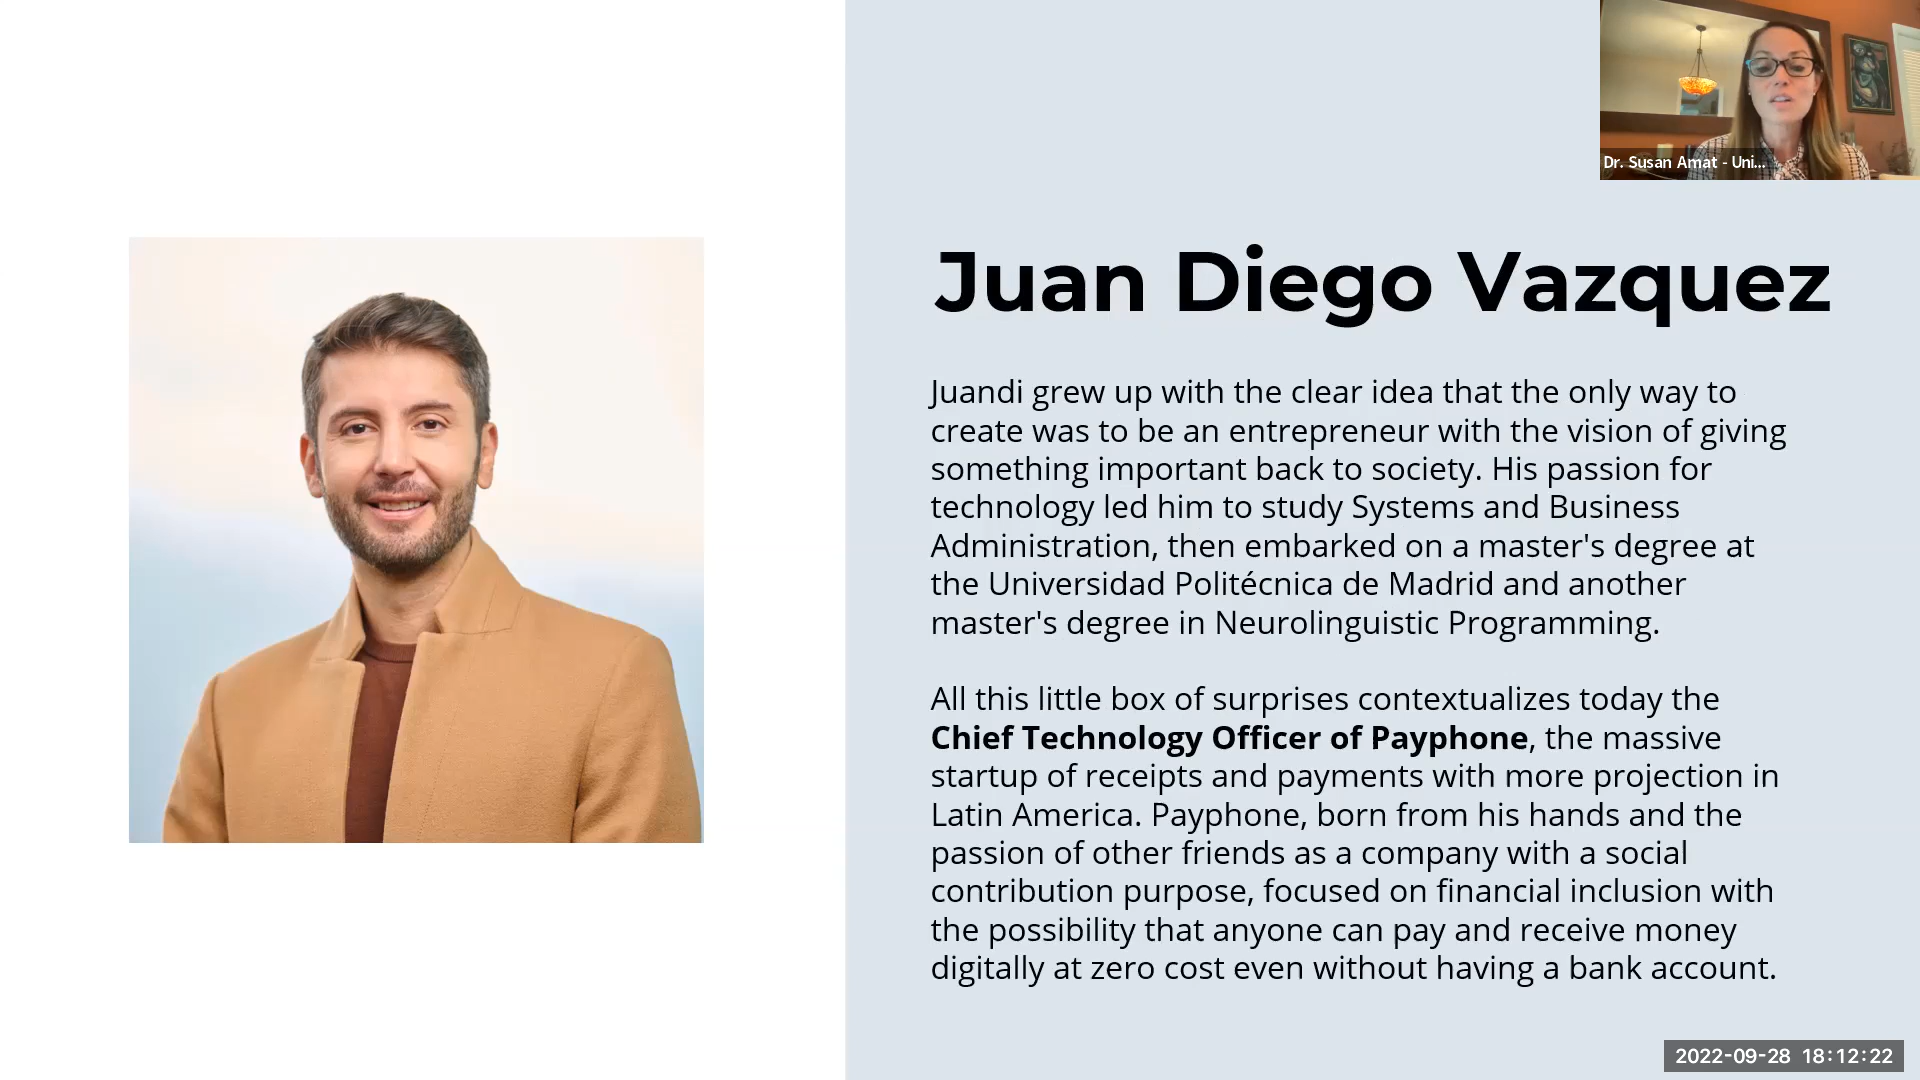 Dr. Susan Amat - Uni...
Juan Diego Vazquez
Juandi grew up with the clear idea that the only way to
create was to be an entrepreneur with the vision of giving
something important back to society. His passion for
technology led him to study Systems and Business
Administration, then embarked on a master's degree at
the Universidad Politécnica de Madrid and another
master's degree in Neurolinguistic Programming.
All this little box of surprises contextualizes today the
Chief Technology Officer of Payphone, the massive
startup of receipts and payments with more projection in
Latin America. Payphone, born from his hands and the
passion of other friends as a company with a social
contribution purpose, focused on financial inclusion with
the possibility that anyone can pay and receive money
digitally at zero cost even without having a bank account.
2022-09-28 18:12:22